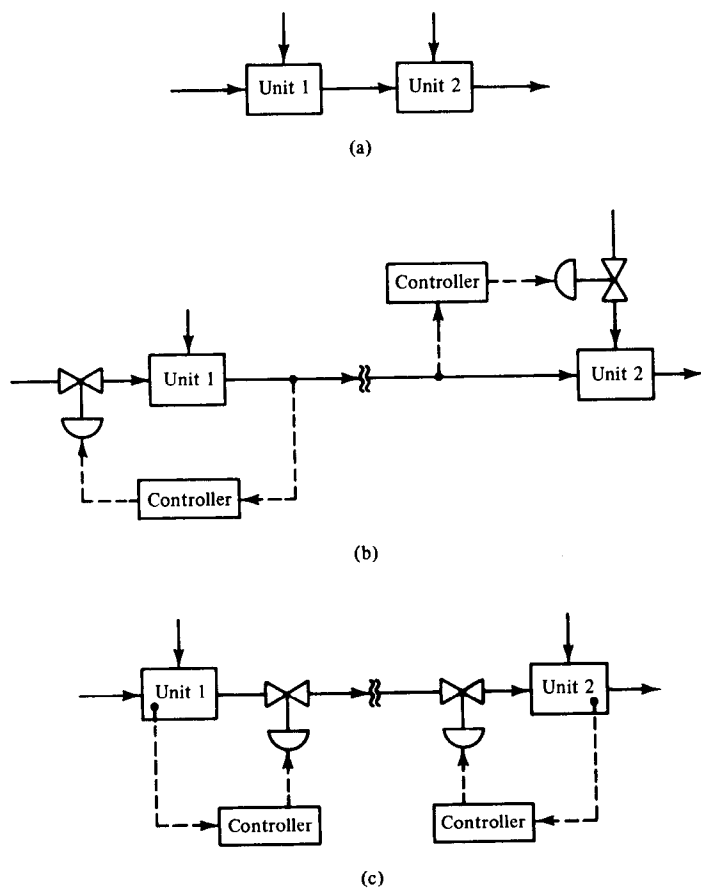 Unit 1
Unit 2
(a)
Controller
Unit 1
Unit 2
Controller
(b)
Unit 1
Unit 2
Controller
Controller
(c)